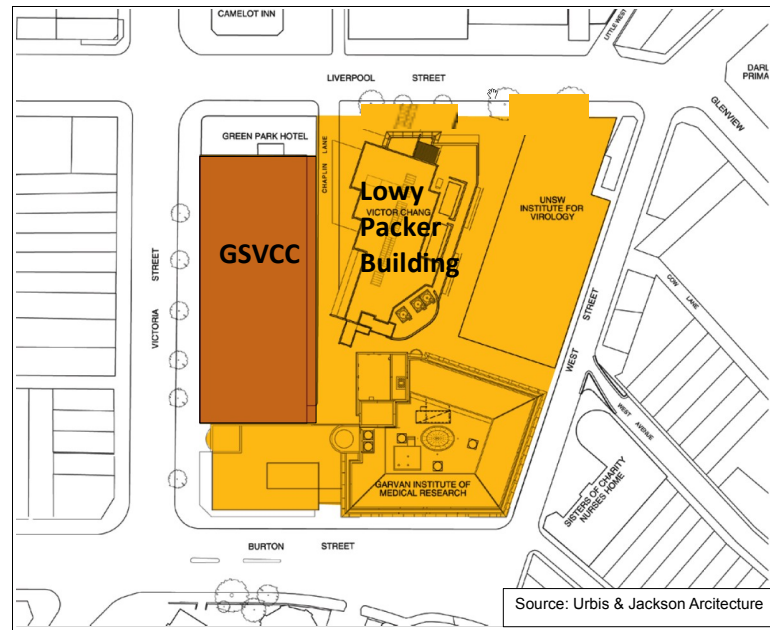 CAMELOT INN
LITTLE WEST
LIVERPOOL STREET
DARL
PRIMA
GLENVIEW
GREEN PARK HOTEL
CHAPLIN LANE
Lowy
VICTOR CHANG
Packer
Building
UNSW
INSTITUTE FOR
VIROLOGY
GSVCC
VICTORIA STREET
COW LANE
WEST STREET
WEST AVENUE
GARVAN INSTITUTE OF
MEDICAL RESEARCH
SISTERS OF CHARITY
NURSES HOME
BURTON STREET
Source: Urbis & Jackson Arcitecture